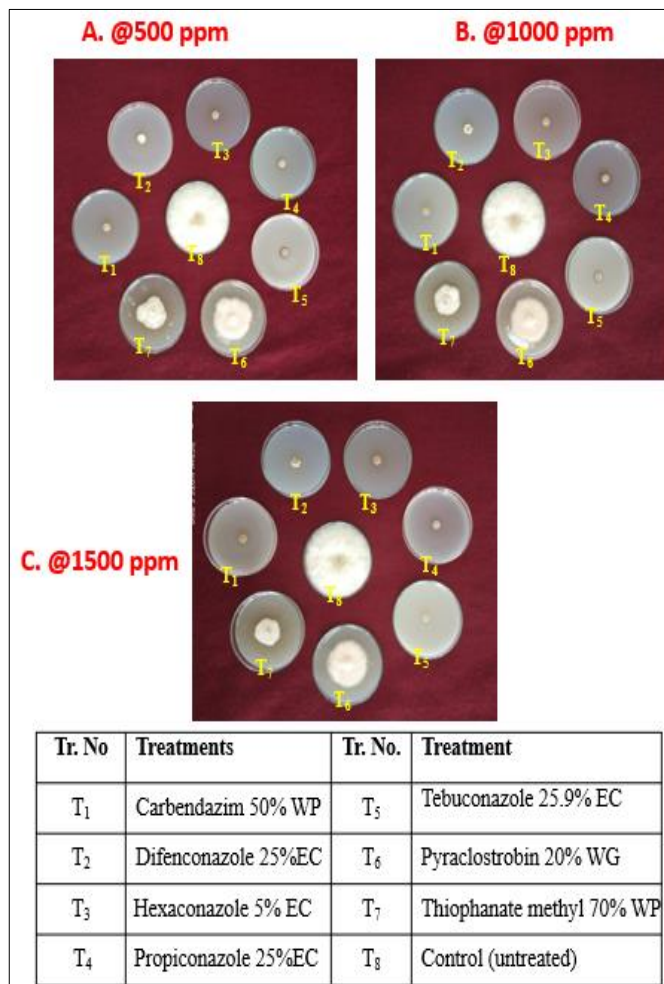 A. @500 ppm
B. @1000 ppm
T₃
T₂
T₄
T₁
T₈
T₅
T₇
T₆
T₂
T₃
T₄
T₁
T₈
T₅
T₇
T₆
C. @1500 ppm
T₂
T₃
T₁
T₄
T₈
T₇
T₅
T₆
Tr. No Treatments Tr. No. Treatment
T₁ Carbendazim 50% WP T₅ Tebuconazole 25.9% EC
T₂ Difenconazole 25%EC T₆ Pyraclostrobin 20% WG
T₃ Hexaconazole 5% EC T₇ Thiophanate methyl 70% WP
T₄ Propiconazole 25%EC T₈ Control (untreated)